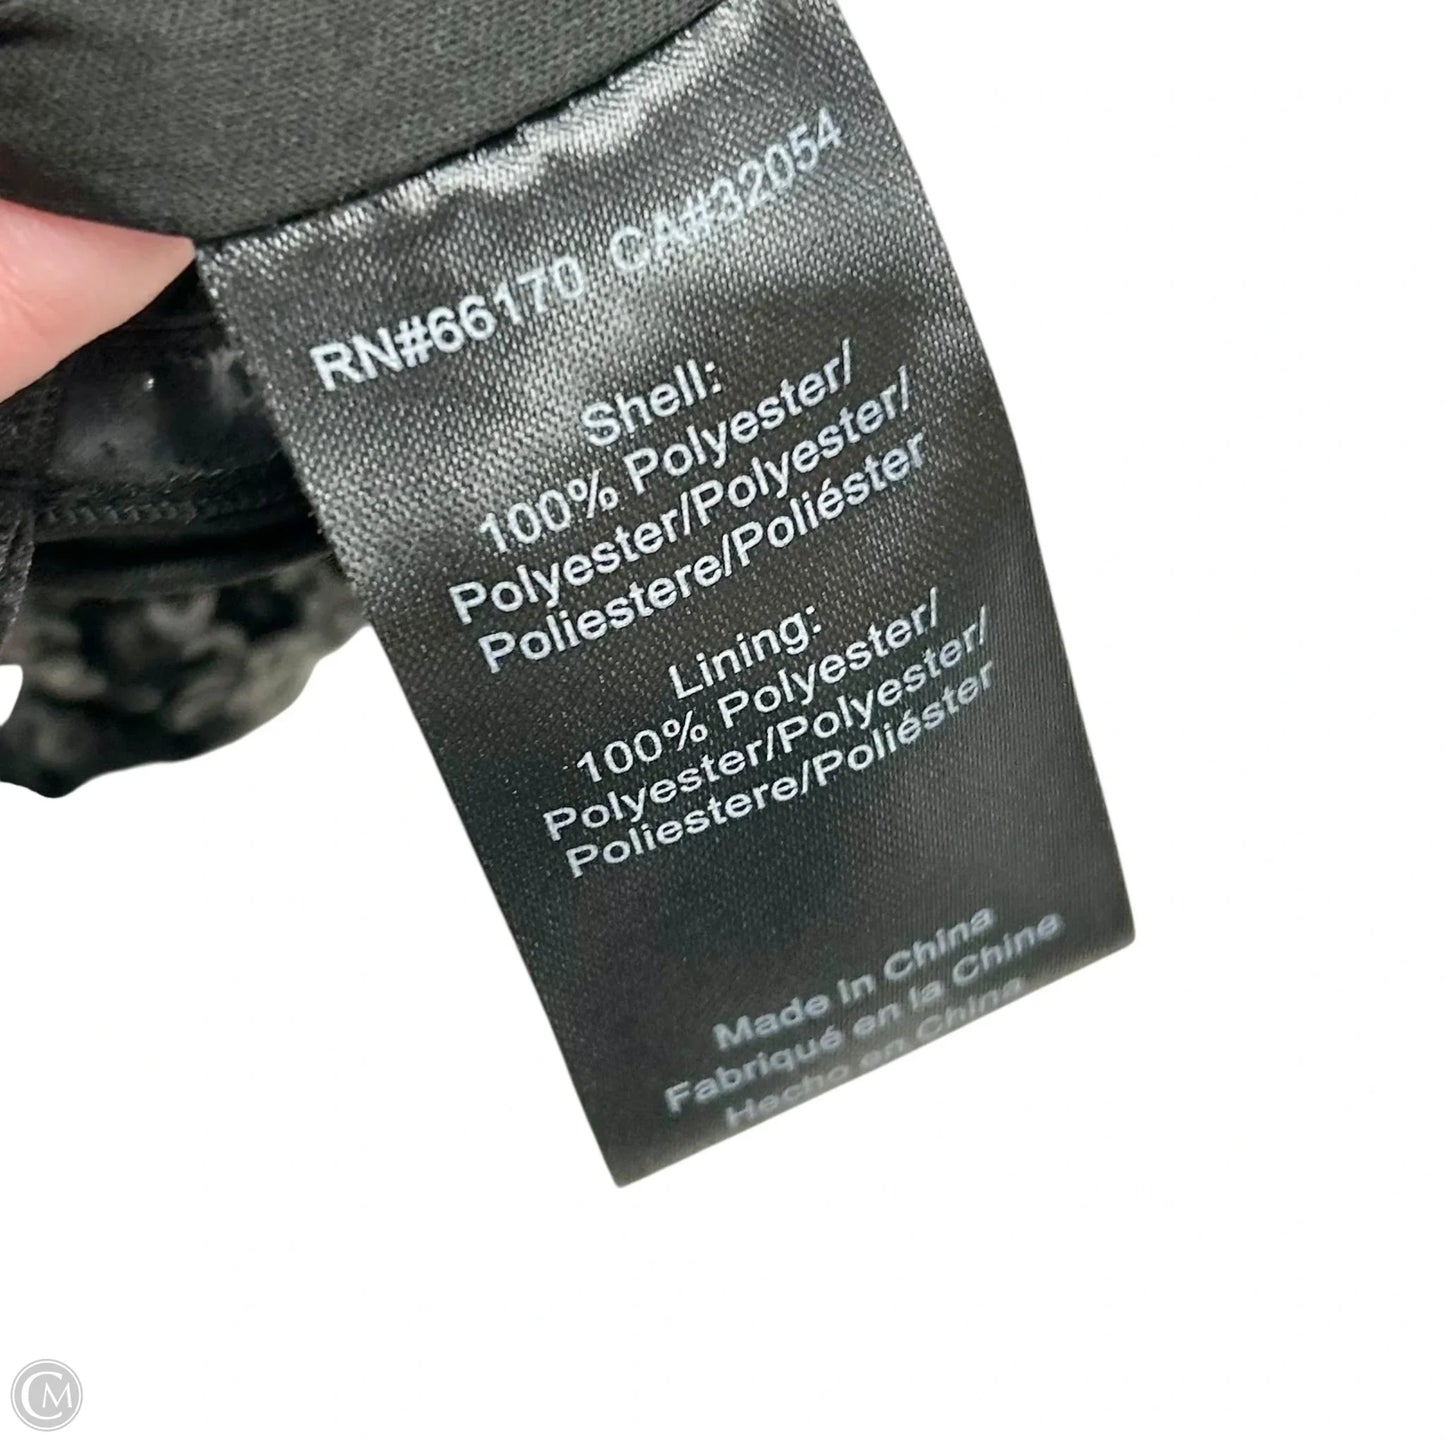 RN#66170 CA#32054
Shell:
100% Polyester/
Polyester/Polyester/
Poliestere/Poliéster
Lining:
100% Polyester/
Polyester/Polyester/
Poliestere/Poliéster
Made in China
Fabriqué en la Chine
Hecho en China
CM